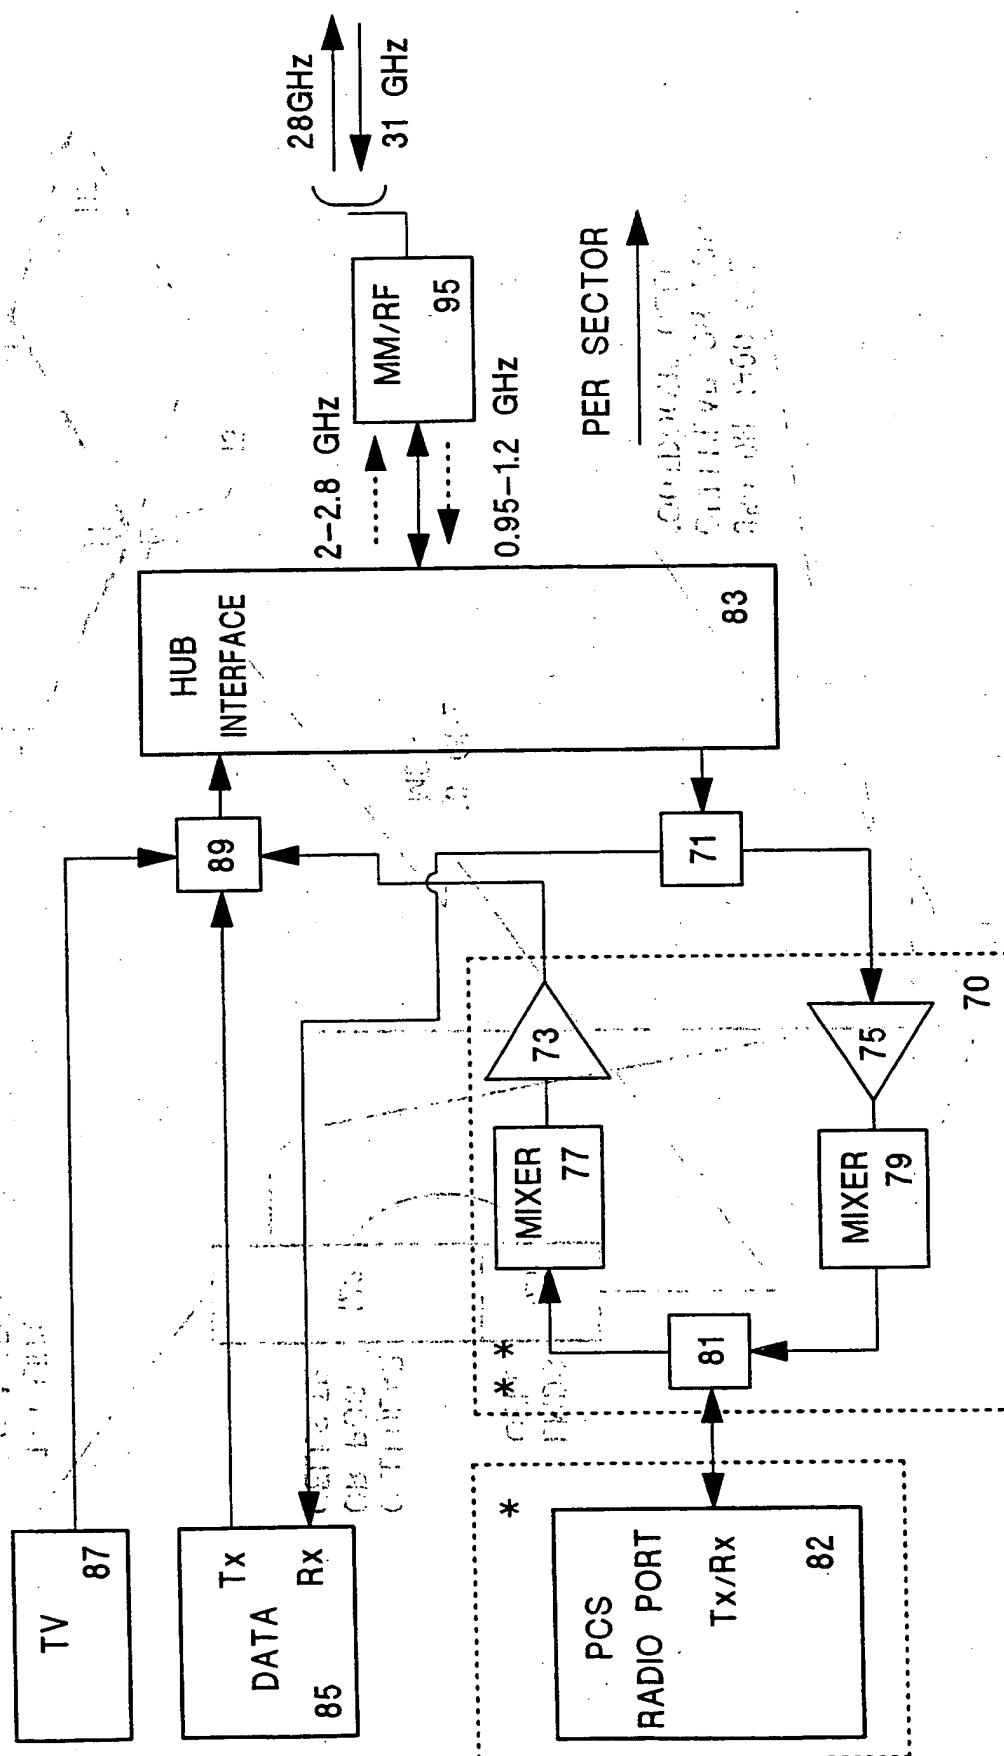 TV
87
DATA
Tx
Rx
85
*
PCS
RADIO PORT
Tx/Rx
82
* *
81
MIXER
77
MIXER
79
73
75
70
89
71
HUB
INTERFACE
83
2-2.8 GHz
0.95-1.2 GHz
MM/RF
95
28GHz
31 GHz
PER SECTOR